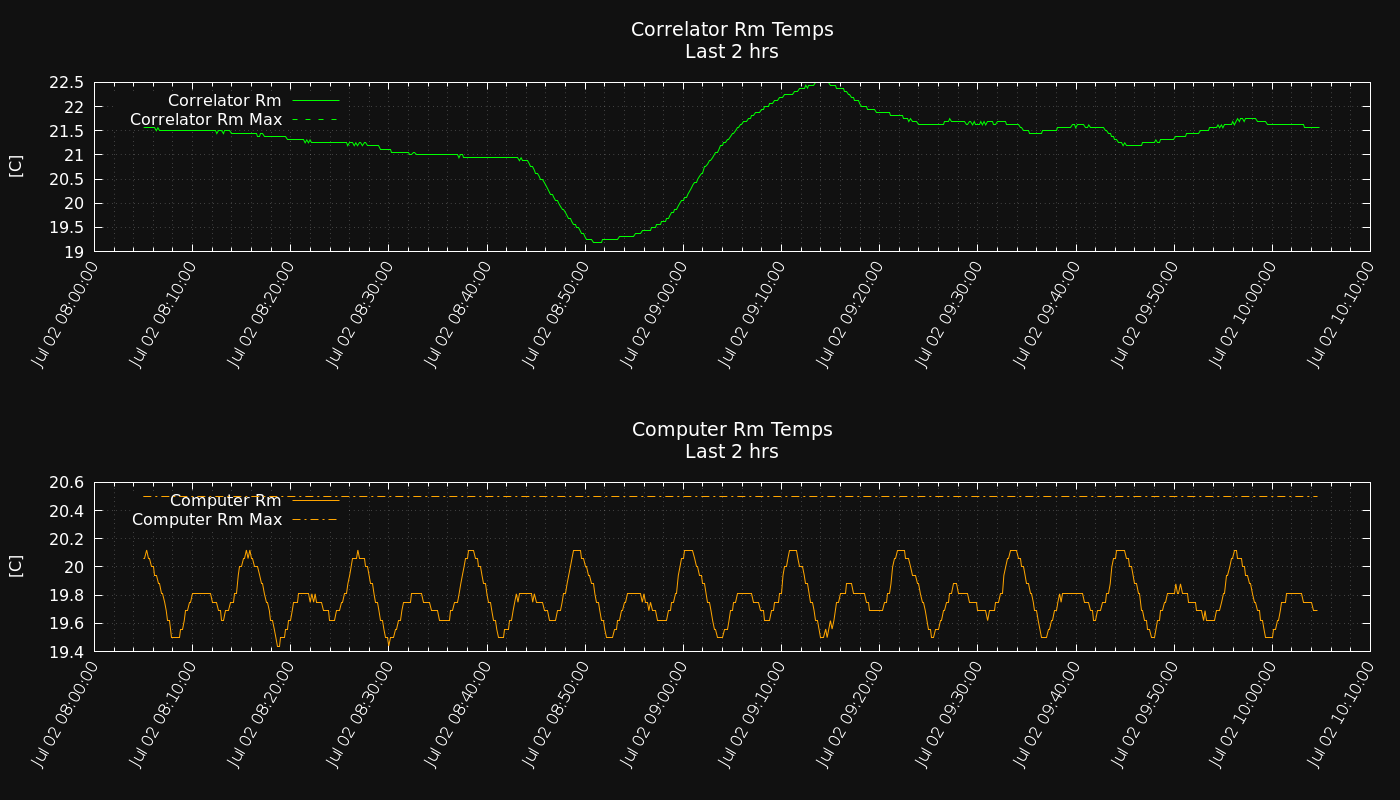 Correlator Rm Temps
Last 2 hrs
22.5
22
21.5
21
20.5
20
19.5
19
[C]
Correlator Rm
Correlator Rm Max
Jul 02 08:00:00
Jul 02 08:10:00
Jul 02 08:20:00
Jul 02 08:30:00
Jul 02 08:40:00
Jul 02 08:50:00
Jul 02 09:00:00
Jul 02 09:10:00
Jul 02 09:20:00
Jul 02 09:30:00
Jul 02 09:40:00
Jul 02 09:50:00
Jul 02 10:00:00
Jul 02 10:10:00
Computer Rm Temps
Last 2 hrs
20.6
20.4
20.2
20
19.8
19.6
19.4
[C]
Computer Rm
Computer Rm Max
Jul 02 08:00:00
Jul 02 08:10:00
Jul 02 08:20:00
Jul 02 08:30:00
Jul 02 08:40:00
Jul 02 08:50:00
Jul 02 09:00:00
Jul 02 09:10:00
Jul 02 09:20:00
Jul 02 09:30:00
Jul 02 09:40:00
Jul 02 09:50:00
Jul 02 10:00:00
Jul 02 10:10:00